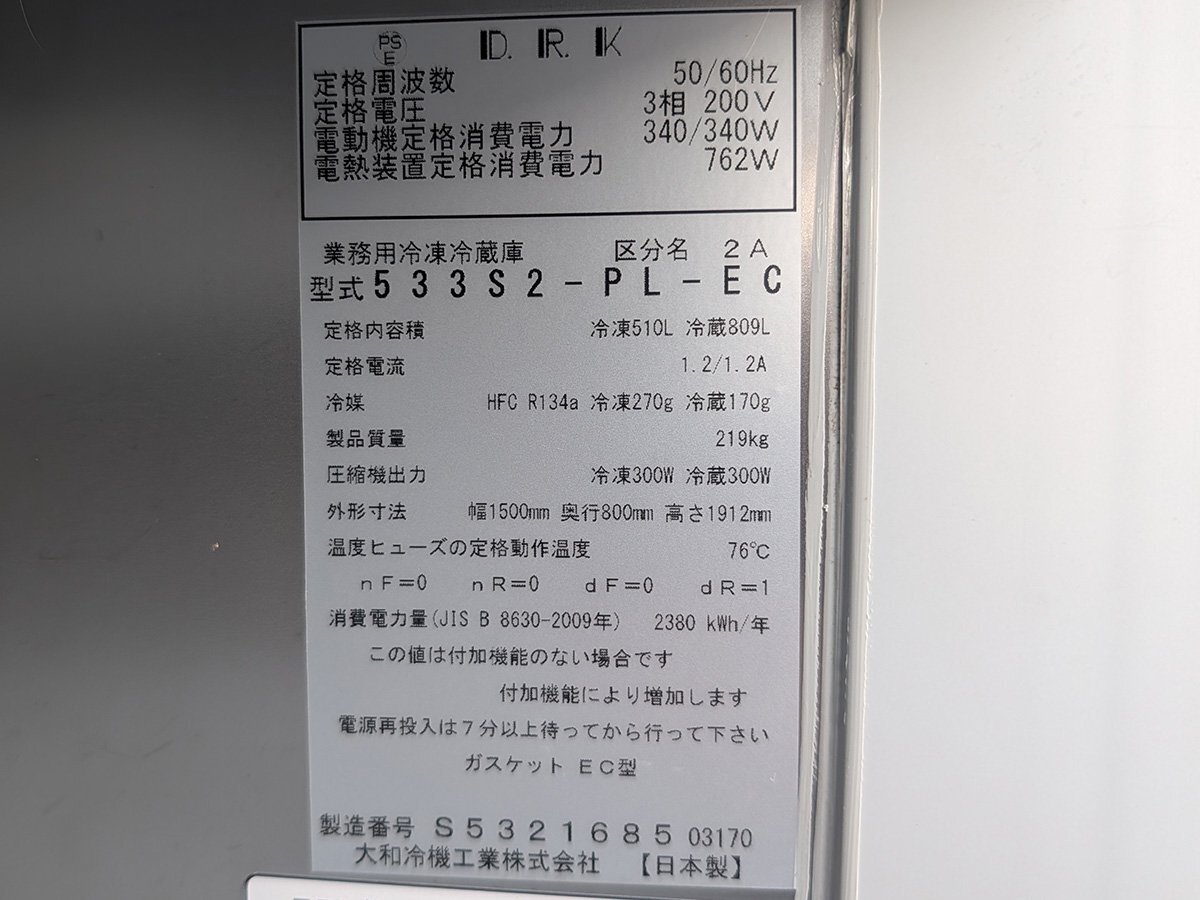 PS
E
D. R. K
定格周波数 50/60Hz
定格電圧 3相 200V
電動機定格消費電力 340/340W
電熱装置定格消費電力 762W
業務用冷凍冷蔵庫 区分名 2A
型式 533S2-PL-EC
定格内容積 冷凍510L 冷蔵809L
定格電流 1.2/1.2A
冷媒 HFC R134a 冷凍270g 冷蔵170g
製品質量 219kg
圧縮機出力 冷凍300W 冷蔵300W
外形寸法 幅1500mm 奥行800mm 高さ1912mm
温度ヒューズの定格動作温度 76℃
nF=0 nR=0 dF=0 dR=1
消費電力量(JIS B 8630-2009年) 2380 kWh/年
この値は付加機能のない場合です
付加機能により増加します
電源再投入は7分以上待ってから行って下さい
ガスケット EC型
製造番号 S5321685 03170
大和冷機工業株式会社 【日本製】